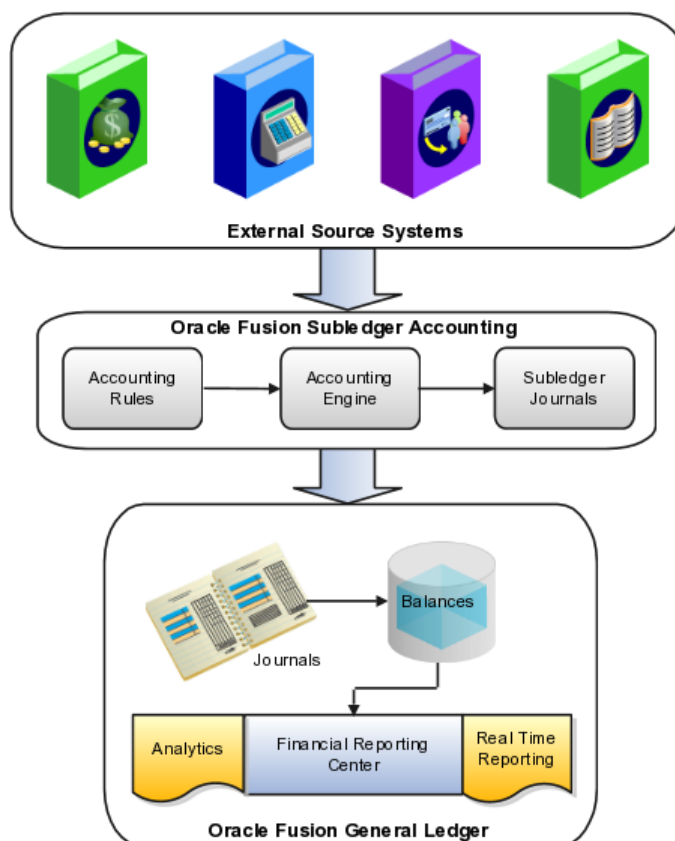 External Source Systems
Oracle Fusion Subledger Accounting
Accounting
Rules
Accounting
Engine
Subledger
Journals
Journals
Balances
Analytics
Financial Reporting
Center
Real Time
Reporting
Oracle Fusion General Ledger